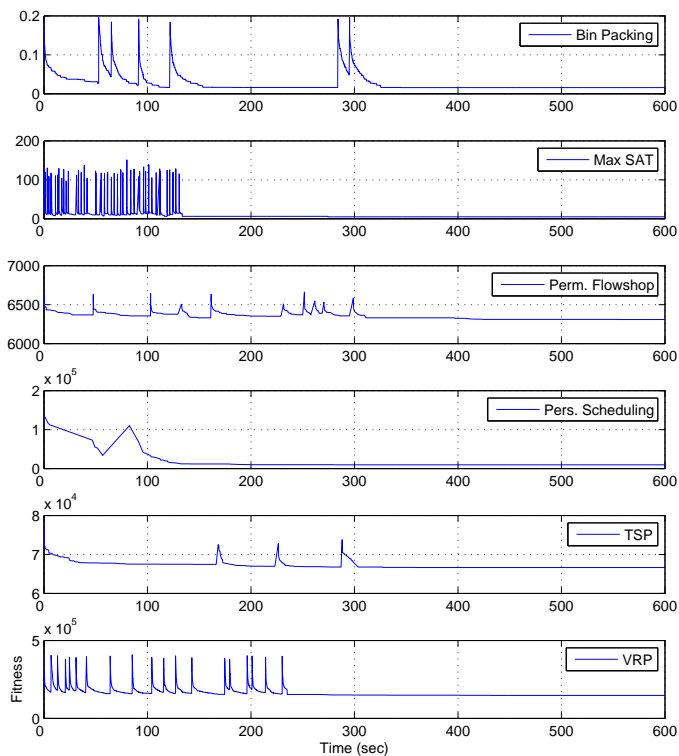 0.2
0.1
0
0 100 200 300 400 500 600
Bin Packing
200
100
0
0 100 200 300 400 500 600
Max SAT
7000
6500
6000
0 100 200 300 400 500 600
Perm. Flowshop
x 10^5
2
1
0
0 100 200 300 400 500 600
Pers. Scheduling
x 10^4
8
7
6
0 100 200 300 400 500 600
TSP
x 10^5
5
0
0 100 200 300 400 500 600
VRP
Fitness
Time (sec)